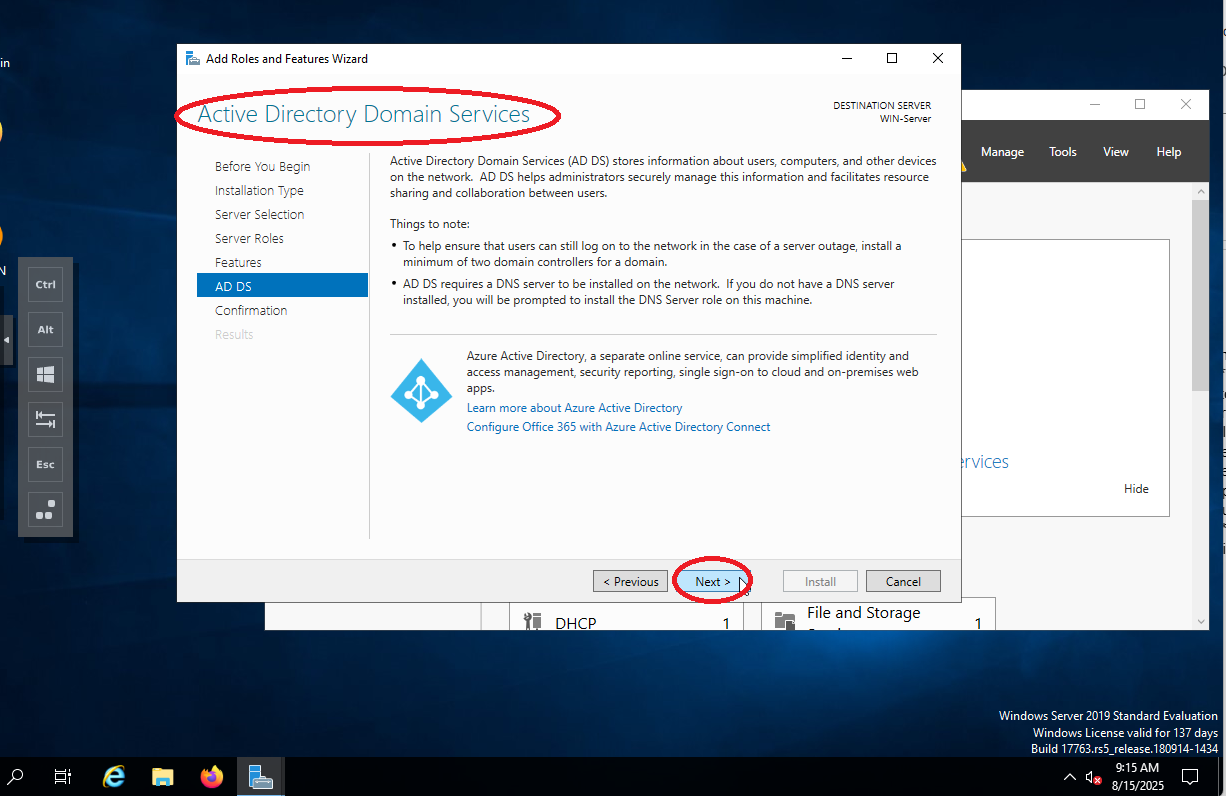 in
Add Roles and Features Wizard
Active Directory Domain Services
DESTINATION SERVER
WIN-Server
Before You Begin
Installation Type
Server Selection
Server Roles
Features
AD DS
Confirmation
Results
Active Directory Domain Services (AD DS) stores information about users, computers, and other devices
on the network. AD DS helps administrators securely manage this information and facilitates resource
sharing and collaboration between users.
Things to note:
• To help ensure that users can still log on to the network in the case of a server outage, install a
minimum of two domain controllers for a domain.
• AD DS requires a DNS server to be installed on the network. If you do not have a DNS server
installed, you will be prompted to install the DNS Server role on this machine.
Azure Active Directory, a separate online service, can provide simplified identity and
access management, security reporting, single sign-on to cloud and on-premises web
apps.
Learn more about Azure Active Directory
Configure Office 365 with Azure Active Directory Connect
< Previous
Next >
Install
Cancel
Manage
Tools
View
Help
ervices
Hide
N
Ctrl
Alt
Esc
DHCP
1
File and Storage
1
Windows Server 2019 Standard Evaluation
Windows License valid for 137 days
Build 17763.rs5_release.180914-1434
9:15 AM
8/15/2025